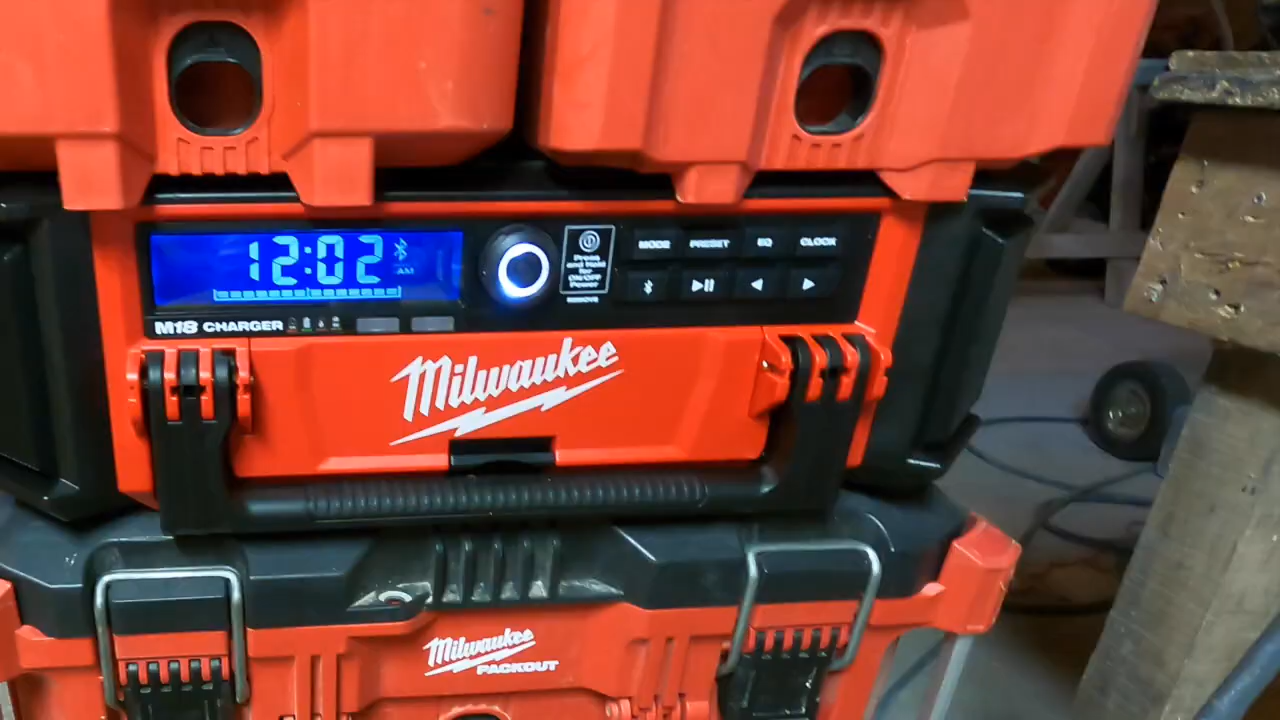 12:02
AM
Press
and Hold
for
ON/OFF
Power
MODE PRESET EQ CLOCK
M18 CHARGER
Milwaukee
Milwaukee
PACKOUT